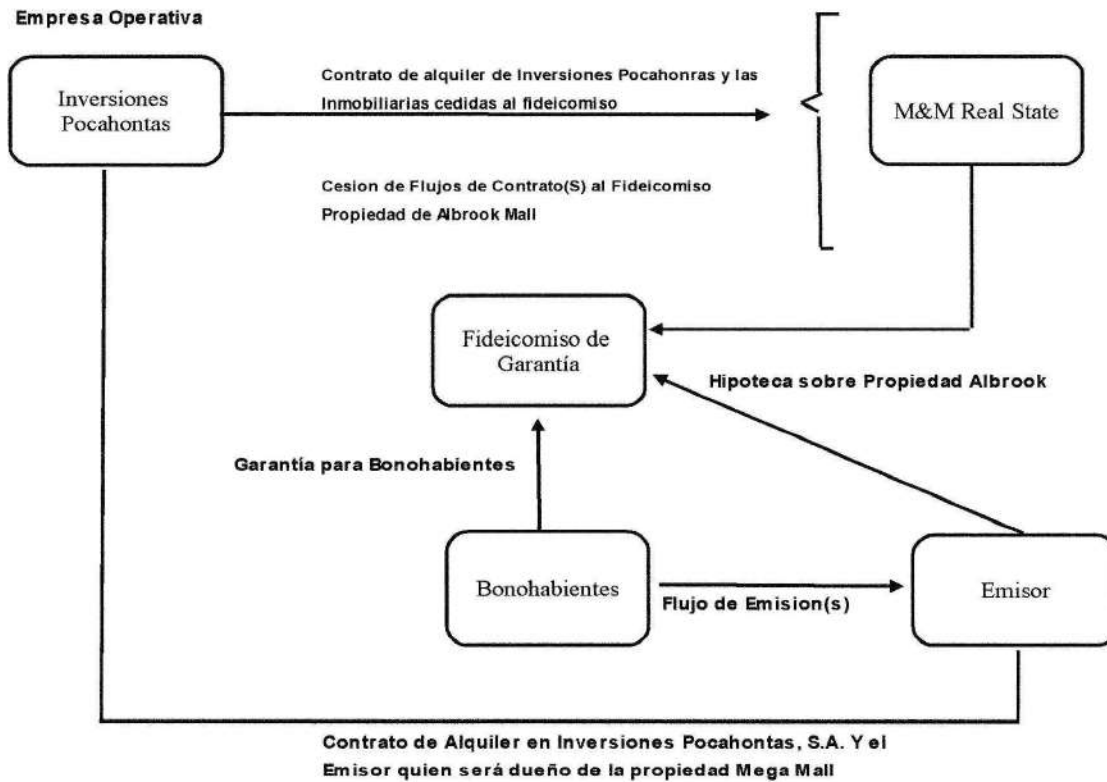 Empresa Operativa
Inversiones
Pocahontas
Contrato de alquiler de Inversiones Pocahonras y las
Inmobiliarias cedidas al fideicomiso
M&M Real State
Cesion de Flujos de Contrato(S) al Fideicomiso
Propiedad de Albrook Mall
Fideicomiso de
Garantía
Hipoteca sobre Propiedad Albrook
Garantía para Bonohabientes
Bonohabientes
Flujo de Emision(s)
Emisor
Contrato de Alquiler en Inversiones Pocahontas, S.A. Y el
Emisor quien será dueño de la propiedad Mega Mall